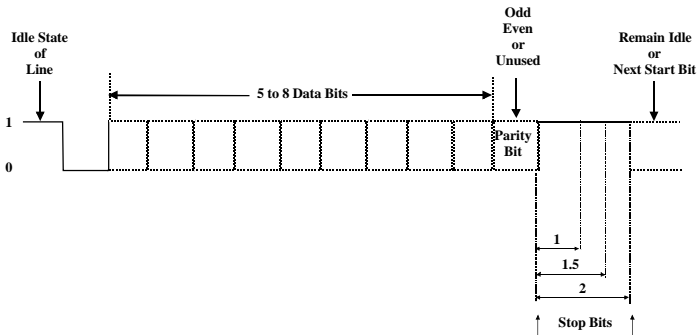 Idle State
of
Line
5 to 8 Data Bits
Odd
Even
or
Unused
Remain Idle
or
Next Start Bit
1
0
Parity
Bit
1
1.5
2
Stop Bits